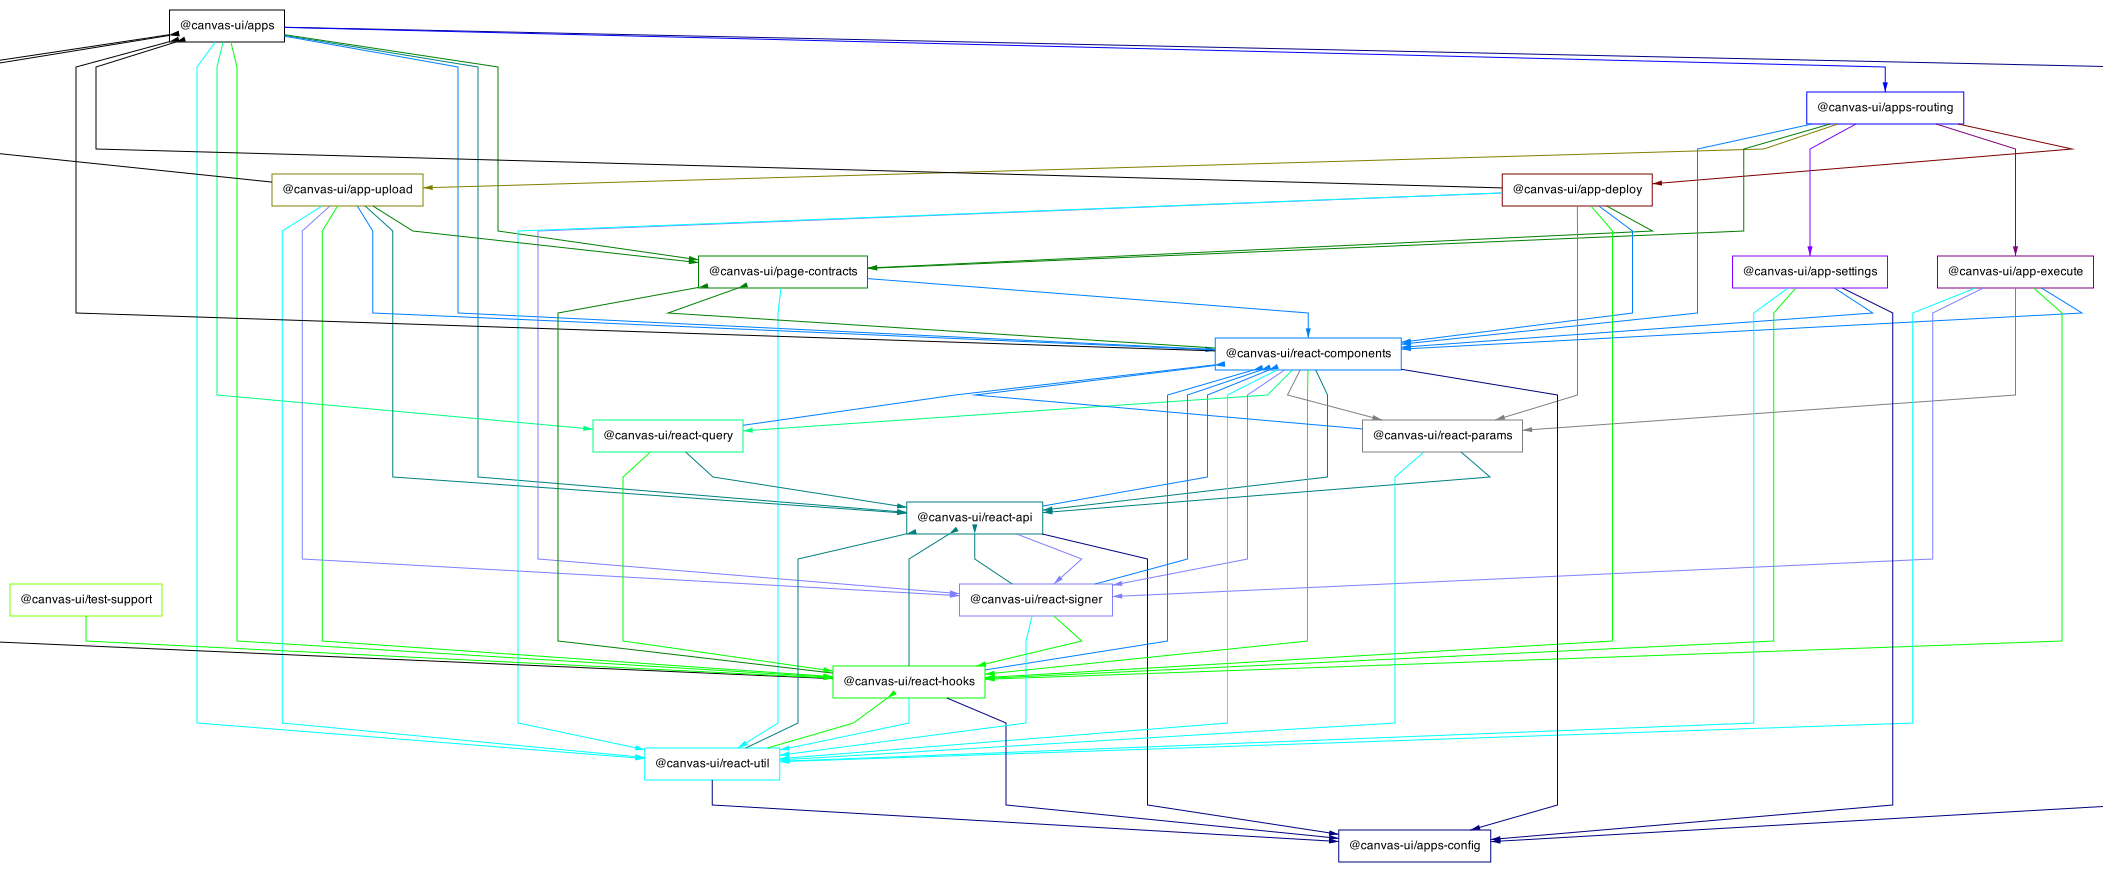 @canvas-ui/apps
@canvas-ui/apps-routing
@canvas-ui/app-upload
@canvas-ui/app-deploy
@canvas-ui/page-contracts
@canvas-ui/app-settings
@canvas-ui/app-execute
@canvas-ui/react-components
@canvas-ui/react-query
@canvas-ui/react-params
@canvas-ui/react-api
@canvas-ui/test-support
@canvas-ui/react-signer
@canvas-ui/react-hooks
@canvas-ui/react-util
@canvas-ui/apps-config